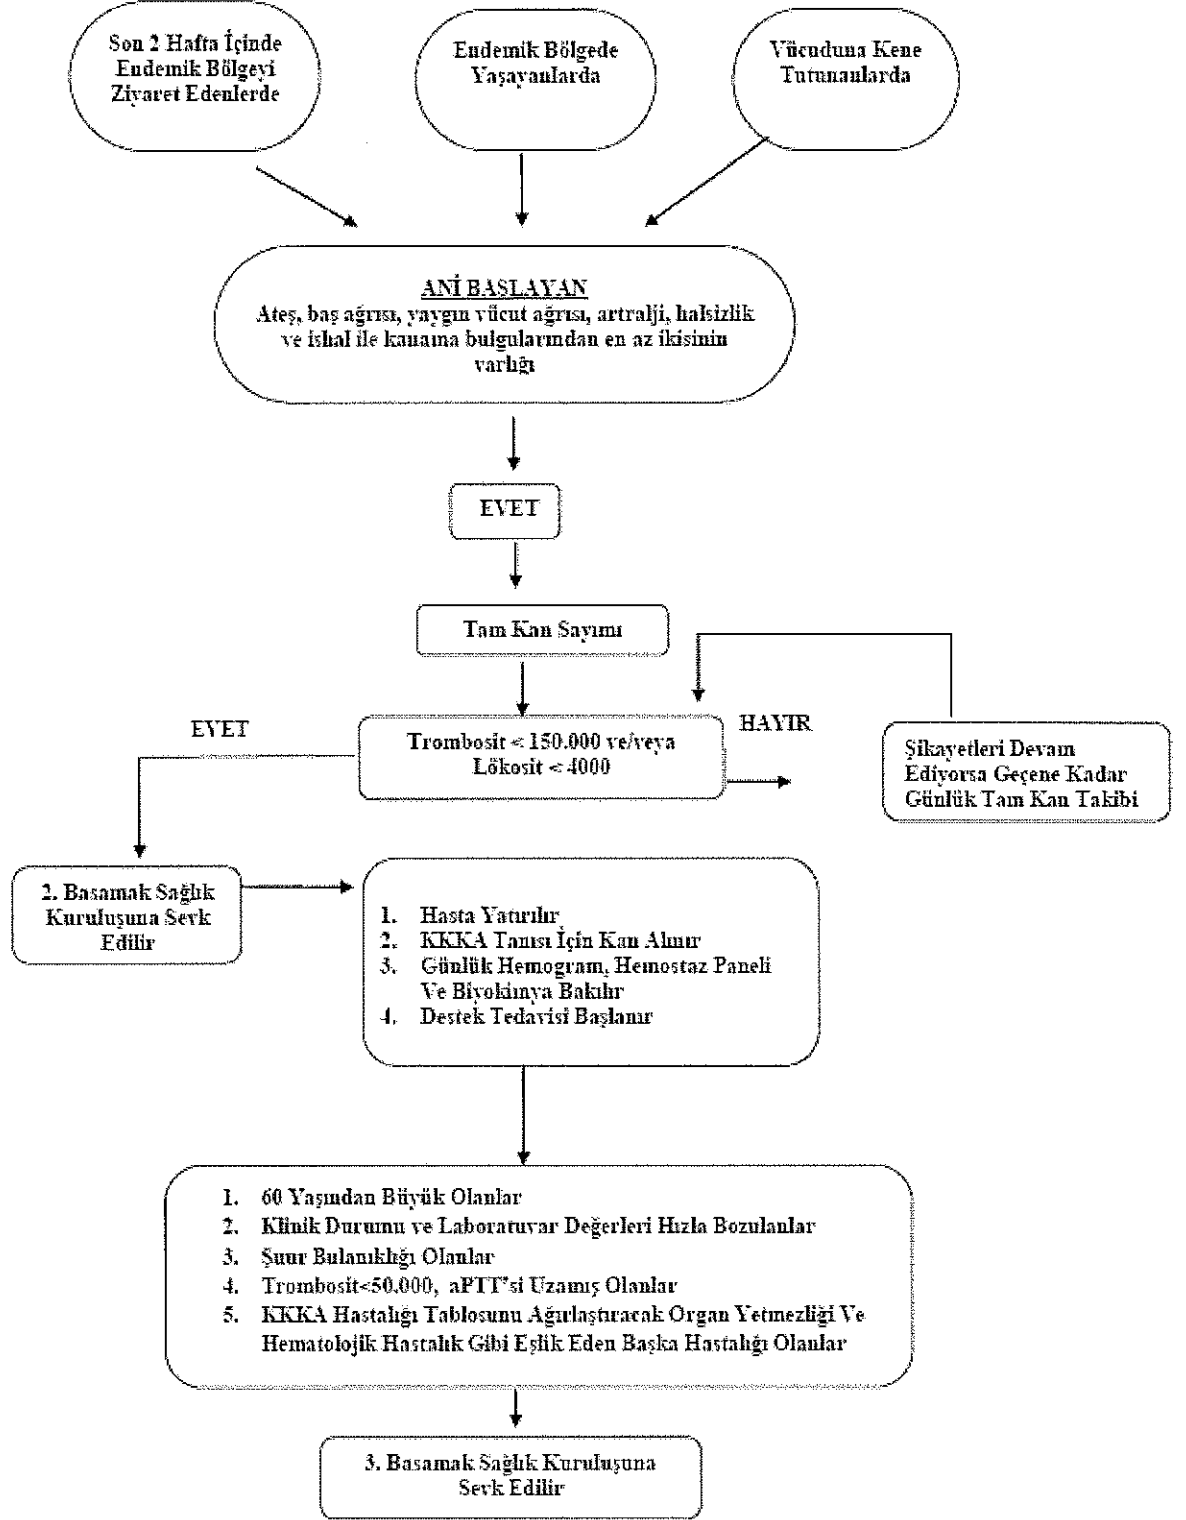 Son 2 Hafta İçinde
Endemik Bölgeyi
Ziyaret Edenlerde
Endemik Bölgede
Yaşayanlarda
Vücuduna Kene
Tutunanlarda
ANİ BAŞLAYAN
Ateş, baş ağrısı, yaygın vücut ağrısı, artralji, halsizlik
ve ishal ile kanama bulgularından en az ikisinin
varlığı
EVET
Tam Kan Sayımı
EVET
Trombosit < 150.000 ve/veya
Lökosit < 4000
HAYIR
Şikayetleri Devam
Ediyorsa Geçene Kadar
Günlük Tam Kan Takibi
2. Basamak Sağlık
Kuruluşuna Sevk
Edilir
1. Hasta Yatırılır
2. KKKA Tanısı İçin Kan Alınır
3. Günlük Hemogram, Hemostaz Paneli
Ve Biyokimya Bakılır
4. Destek Tedavisi Başlanır
1. 60 Yaşından Büyük Olanlar
2. Klinik Durumu ve Laboratuvar Değerleri Hızla Bozulanlar
3. Şuur Bulanıklığı Olanlar
4. Trombosit<50.000, aPTT'si Uzamış Olanlar
5. KKKA Hastalığı Tablosunu Ağırlaştıracak Organ Yetmezliği Ve
Hematolojik Hastalık Gibi Eşlik Eden Başka Hastalığı Olanlar
3. Basamak Sağlık Kuruluşuna
Sevk Edilir